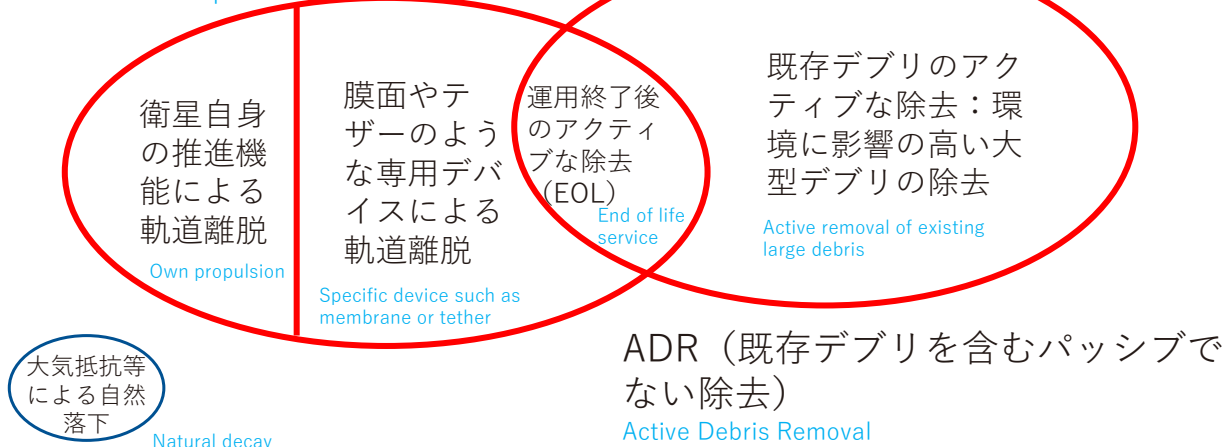 衛星自身
の推進機
能による
軌道離脱
Own propulsion
膜面やテ
ザーのよう
な専用デバ
イスによる
軌道離脱
Specific device such as
membrane or tether
運用終了後
のアクティ
ブな除去
（EOL）
End of life
service
既存デブリのアク
ティブな除去：環
境に影響の高い大
型デブリの除去
Active removal of existing
large debris
大気抵抗等
による自然
落下
Natural decay
ADR（既存デブリを含むパッシブで
ない除去）
Active Debris Removal